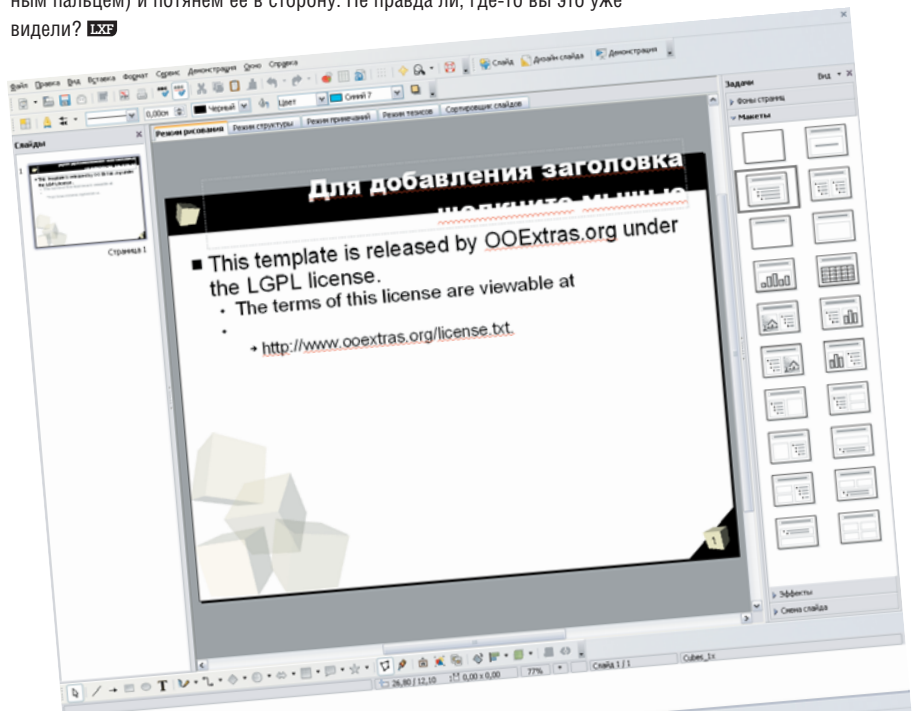 ным пальцем) и потянем ее в сторону. Не правда ли, где-то вы это уже
видели? LXF
Файл Правка Вид Вставка Формат Сервис Демонстрация Окно Справка
Слайд Дизайн слайда Демонстрация
0,00см Черный Цвет Синий 7
Слайды
Режим рисования Режим структуры Режим примечаний Режим тезисов Сортировщик слайдов
Задачи Вид
Фоны страниц
Макеты
1
Страница 1
Для добавления заголовка
щелкните мышью
This template is released by OOExtras.org under
the LGPL license.
The terms of this license are viewable at
http://www.ooextras.org/license.txt.
1
Эффекты
Смена слайда
26,80 / 12,10 0,00 x 0,00 77% Слайд 1 / 1 Cubes_1x